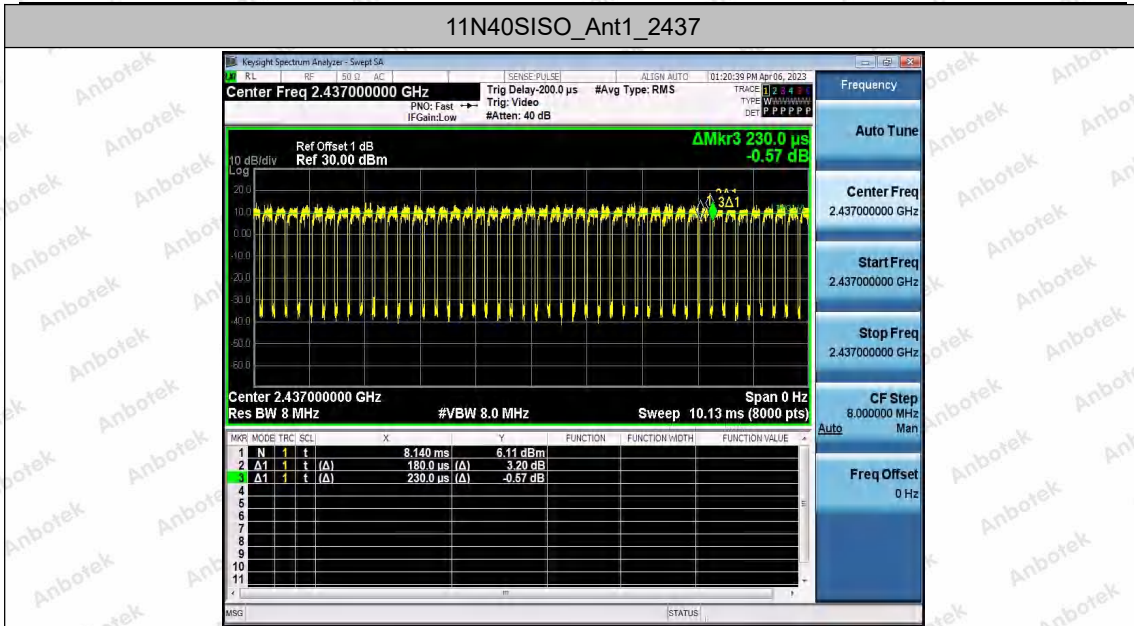 11N40SISO_Ant1_2437
Keysight Spectrum Analyzer - Swept SA
RL RF 50 Ω AC SENSE:PULSE ALIGN AUTO 01:20:39 PM Apr 06, 2023
Center Freq 2.437000000 GHz Trig Delay-200.0 µs #Avg Type: RMS TRACE 1 2 3 4 5 6
PNO: Fast Trig: Video TYPE
IFGain:Low #Atten: 40 dB DET P P P P P P
Ref Offset 1 dB ΔMkr3 230.0 µs
10 dB/div Ref 30.00 dBm -0.57 dB
Log
20.0
10.0
0.00
-10.0
-20.0
-30.0
-40.0
-50.0
-60.0
3Δ1
Center 2.437000000 GHz Span 0 Hz
Res BW 8 MHz #VBW 8.0 MHz Sweep 10.13 ms (8000 pts)
MKR MODE TRC SCL X Y FUNCTION FUNCTION WIDTH FUNCTION VALUE
1 N 1 t 8.140 ms 6.11 dBm
2 Δ1 1 t (Δ) 180.0 µs (Δ) 3.20 dB
3 Δ1 1 t (Δ) 230.0 µs (Δ) -0.57 dB
4
5
6
7
8
9
10
11
MSG STATUS
Frequency
Auto Tune
Center Freq
2.437000000 GHz
Start Freq
2.437000000 GHz
Stop Freq
2.437000000 GHz
CF Step
8.000000 MHz
Auto Man
Freq Offset
0 Hz
Anbotek